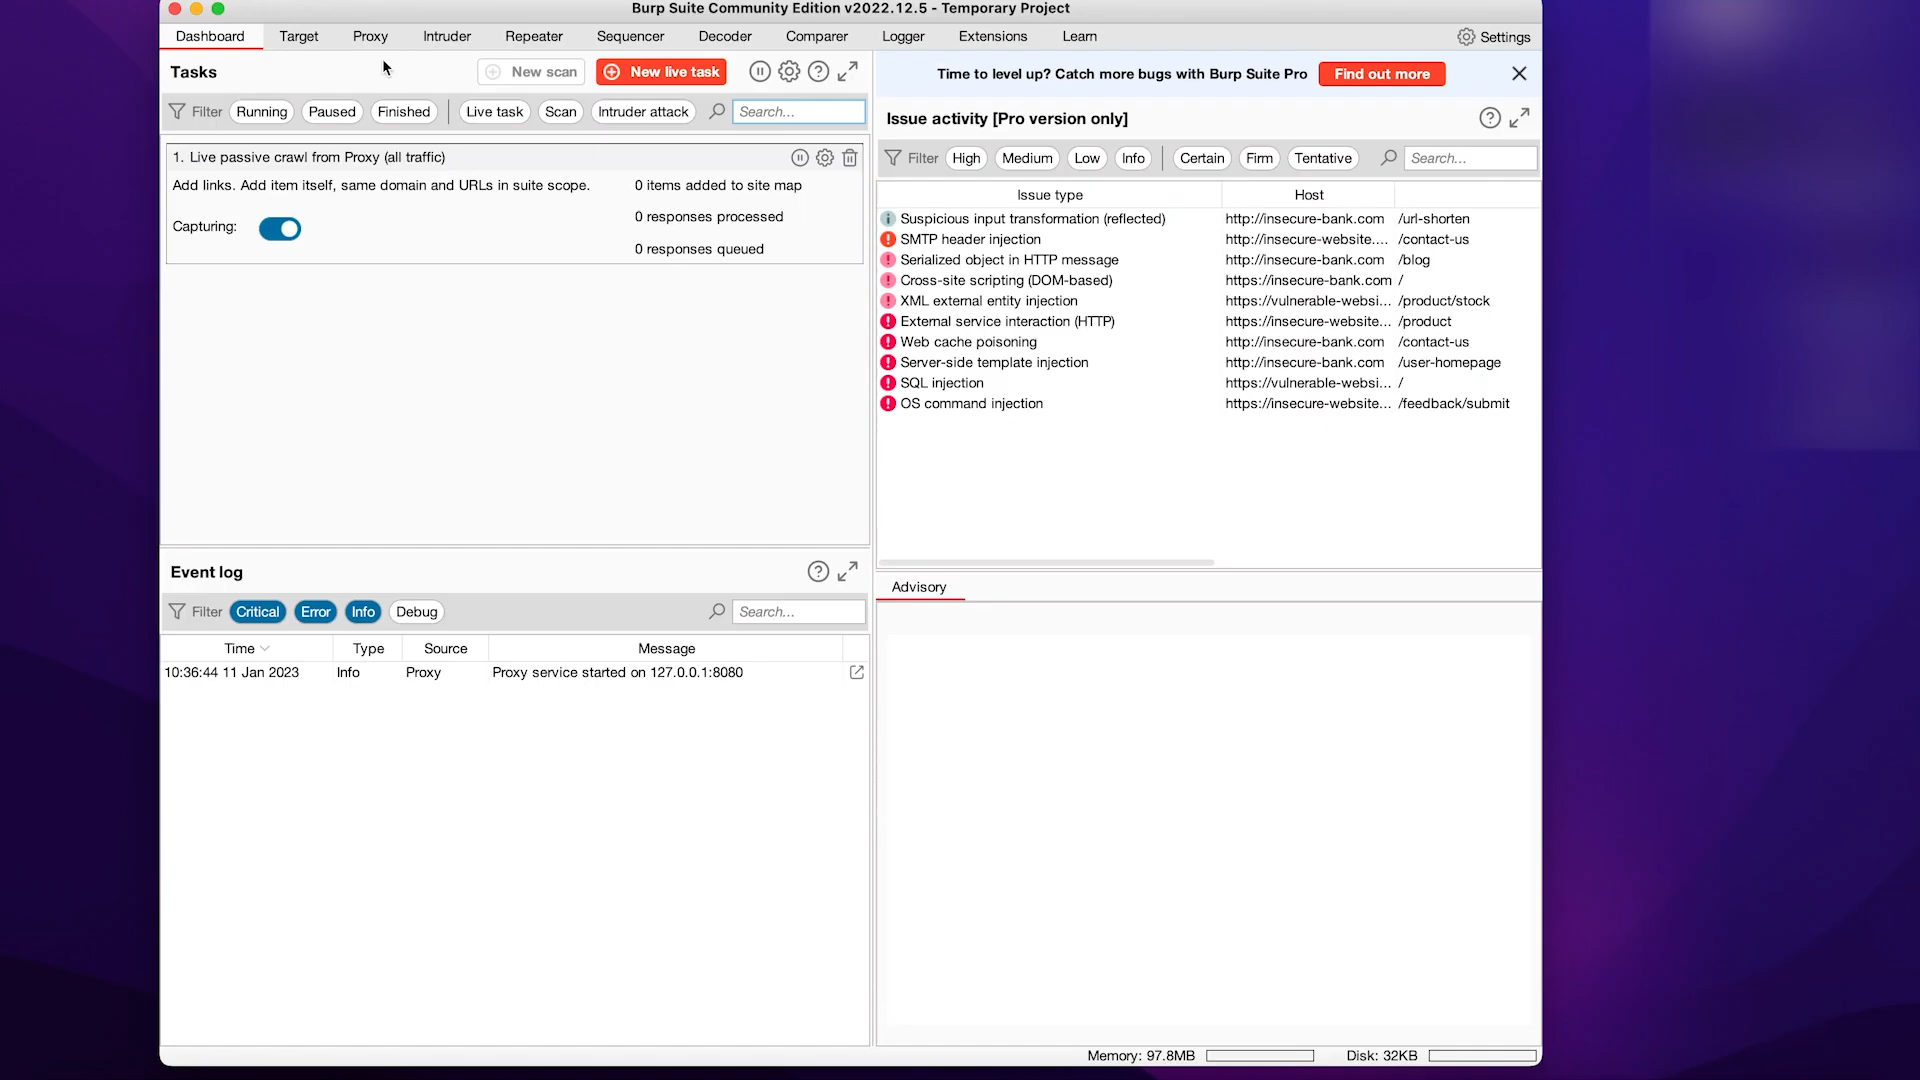 Burp Suite Community Edition v2022.12.5 - Temporary Project
Dashboard Target Proxy Intruder Repeater Sequencer Decoder Comparer Logger Extensions Learn Settings
Tasks New scan New live task
Filter Running Paused Finished Live task Scan Intruder attack Search...
1. Live passive crawl from Proxy (all traffic)
Add links. Add item itself, same domain and URLs in suite scope. 0 items added to site map
0 responses processed
Capturing:
0 responses queued
Event log
Filter Critical Error Info Debug Search...
Time Type Source Message
10:36:44 11 Jan 2023 Info Proxy Proxy service started on 127.0.0.1:8080
Time to level up? Catch more bugs with Burp Suite Pro Find out more
Issue activity [Pro version only]
Filter High Medium Low Info Certain Firm Tentative Search...
Issue type Host
Suspicious input transformation (reflected) http://insecure-bank.com /url-shorten
SMTP header injection http://insecure-website.... /contact-us
Serialized object in HTTP message http://insecure-bank.com /blog
Cross-site scripting (DOM-based) https://insecure-bank.com /
XML external entity injection https://vulnerable-websi... /product/stock
External service interaction (HTTP) https://insecure-website... /product
Web cache poisoning http://insecure-bank.com /contact-us
Server-side template injection http://insecure-bank.com /user-homepage
SQL injection https://vulnerable-websi... /
OS command injection https://insecure-website... /feedback/submit
Advisory
Memory: 97.8MB Disk: 32KB